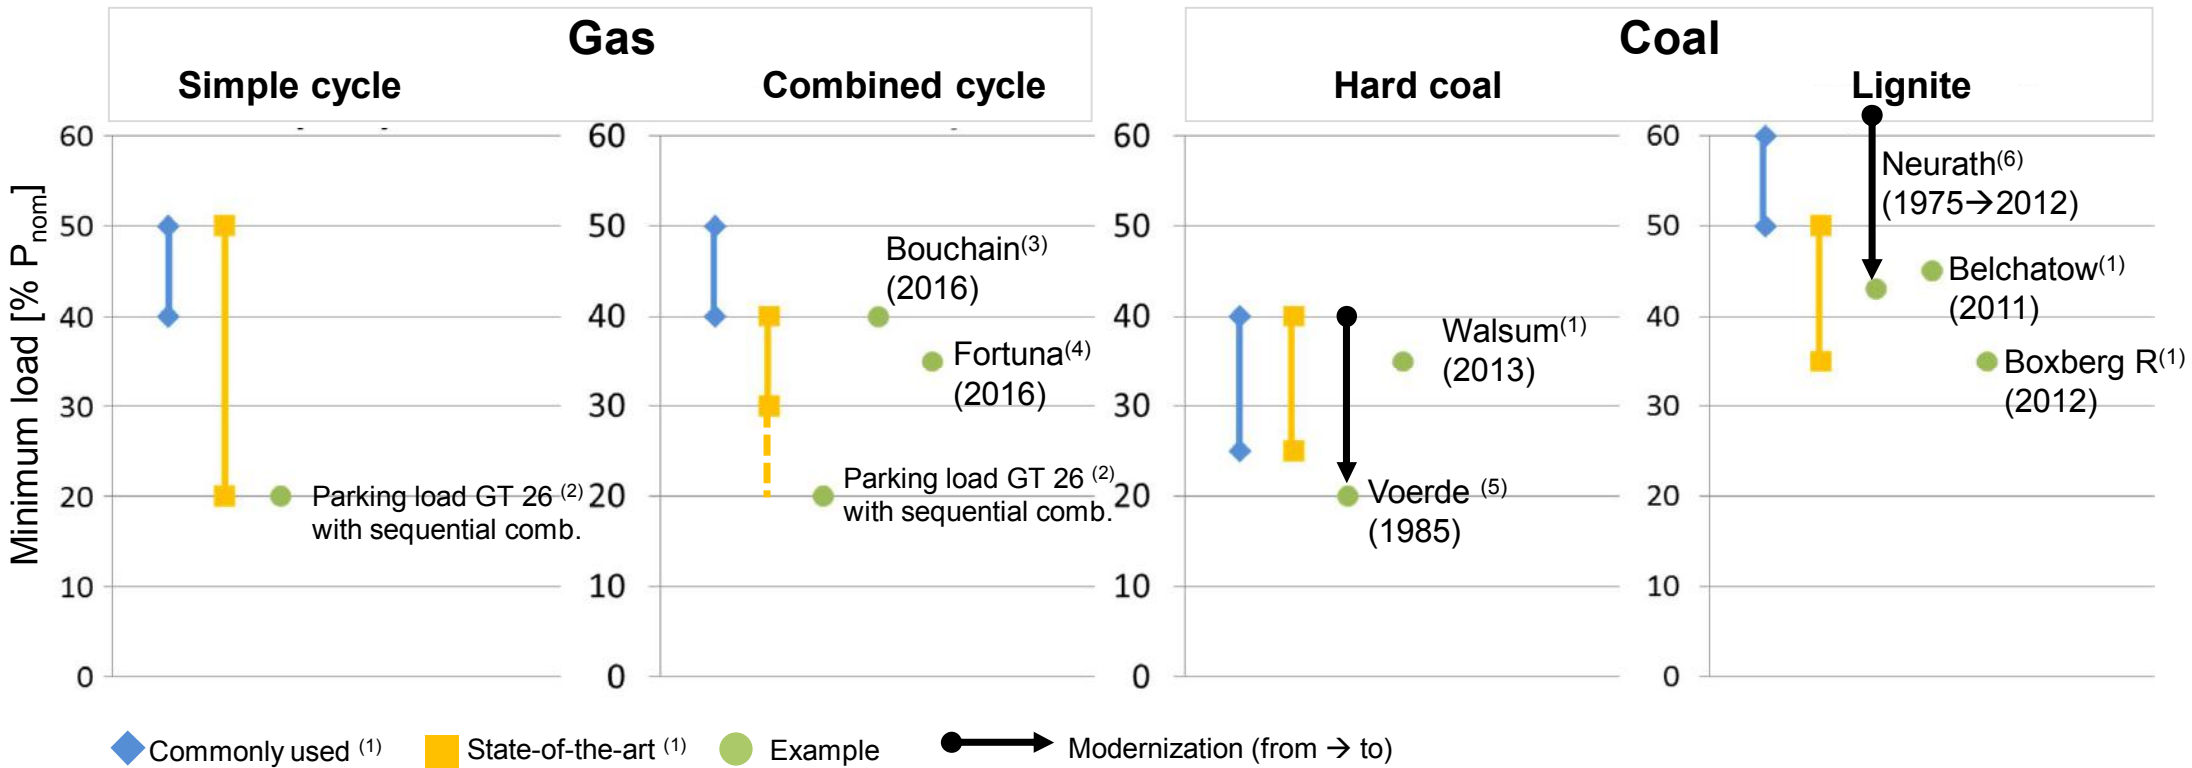 Gas
Simple cycle
Combined cycle
Coal
Hard coal
Lignite
Minimum load [% Pnom]
60
50
40
30
20
10
0
Parking load GT 26 (2)
with sequential comb.
60
50
40
30
20
10
0
Bouchain(3)
(2016)
Fortuna(4)
(2016)
Parking load GT 26 (2)
with sequential comb.
60
50
40
30
20
10
0
Walsum(1)
(2013)
Voerde (5)
(1985)
60
50
40
30
20
10
0
Neurath(6)
(1975→2012)
Belchatow(1)
(2011)
Boxberg R(1)
(2012)
Commonly used (1)
State-of-the-art (1)
Example
Modernization (from → to)